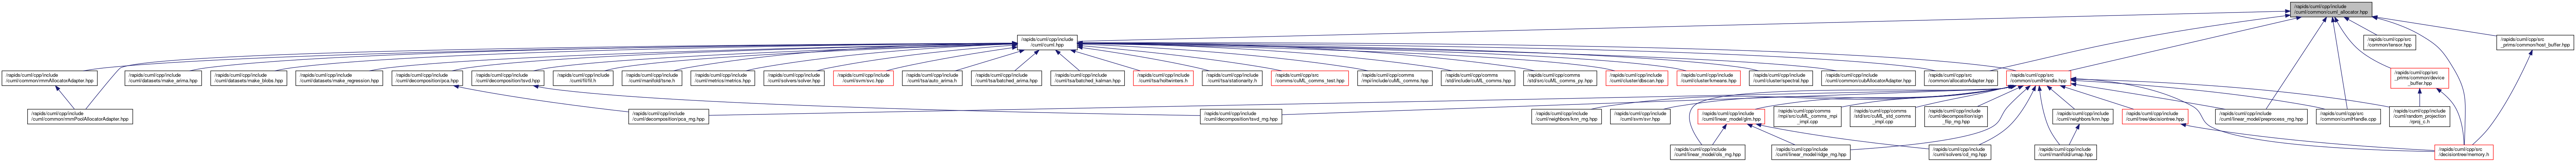 /rapids/cuml/cpp/include
/cuml/common/cuml_allocator.hpp
/rapids/cuml/cpp/include
/cuml/cuml.hpp
/rapids/cuml/cpp/src
/common/tensor.hpp
/rapids/cuml/cpp/src
_prims/common/host_buffer.hpp
/rapids/cuml/cpp/include
/cuml/common/rmmAllocatorAdapter.hpp
/rapids/cuml/cpp/include
/cuml/datasets/make_arima.hpp
/rapids/cuml/cpp/include
/cuml/datasets/make_blobs.hpp
/rapids/cuml/cpp/include
/cuml/datasets/make_regression.hpp
/rapids/cuml/cpp/include
/cuml/decomposition/pca.hpp
/rapids/cuml/cpp/include
/cuml/decomposition/tsvd.hpp
/rapids/cuml/cpp/include
/cuml/fil/fil.h
/rapids/cuml/cpp/include
/cuml/manifold/tsne.h
/rapids/cuml/cpp/include
/cuml/metrics/metrics.hpp
/rapids/cuml/cpp/include
/cuml/solvers/solver.hpp
/rapids/cuml/cpp/include
/cuml/svm/svc.hpp
/rapids/cuml/cpp/include
/cuml/tsa/auto_arima.h
/rapids/cuml/cpp/include
/cuml/tsa/batched_arima.hpp
/rapids/cuml/cpp/include
/cuml/tsa/batched_kalman.hpp
/rapids/cuml/cpp/include
/cuml/tsa/holtwinters.h
/rapids/cuml/cpp/include
/cuml/tsa/stationarity.h
/rapids/cuml/cpp/src
/comms/cuML_comms_test.hpp
/rapids/cuml/cpp/comms
/mpi/include/cuML_comms.hpp
/rapids/cuml/cpp/comms
/std/include/cuML_comms.hpp
/rapids/cuml/cpp/comms
/std/src/cuML_comms_py.cpp
/rapids/cuml/cpp/include
/cuml/cluster/dbscan.hpp
/rapids/cuml/cpp/include
/cuml/cluster/kmeans.hpp
/rapids/cuml/cpp/include
/cuml/cluster/spectral.hpp
/rapids/cuml/cpp/include
/cuml/common/cubAllocatorAdapter.hpp
/rapids/cuml/cpp/src
/common/allocatorAdapter.hpp
/rapids/cuml/cpp/src
/common/cumlHandle.hpp
/rapids/cuml/cpp/src
_prims/common/device
_buffer.hpp
/rapids/cuml/cpp/include
/cuml/common/rmmPoolAllocatorAdapter.hpp
/rapids/cuml/cpp/include
/cuml/decomposition/pca_mg.hpp
/rapids/cuml/cpp/include
/cuml/decomposition/tsvd_mg.hpp
/rapids/cuml/cpp/include
/cuml/neighbors/knn_mg.hpp
/rapids/cuml/cpp/include
/cuml/svm/svr.hpp
/rapids/cuml/cpp/include
/cuml/linear_model/glm.hpp
/rapids/cuml/cpp/comms
/mpi/src/cuML_comms_mpi
_impl.cpp
/rapids/cuml/cpp/comms
/std/src/cuML_std_comms
_impl.cpp
/rapids/cuml/cpp/include
/cuml/decomposition/sign
_flip_mg.hpp
/rapids/cuml/cpp/include
/cuml/neighbors/knn.hpp
/rapids/cuml/cpp/include
/cuml/tree/decisiontree.hpp
/rapids/cuml/cpp/include
/cuml/linear_model/preprocess_mg.hpp
/rapids/cuml/cpp/src
/common/cumlHandle.cpp
/rapids/cuml/cpp/include
/cuml/random_projection
/rproj_c.h
/rapids/cuml/cpp/include
/cuml/linear_model/ols_mg.hpp
/rapids/cuml/cpp/include
/cuml/linear_model/ridge_mg.hpp
/rapids/cuml/cpp/include
/cuml/solvers/cd_mg.hpp
/rapids/cuml/cpp/include
/cuml/manifold/umap.hpp
/rapids/cuml/cpp/src
/decisiontree/memory.h